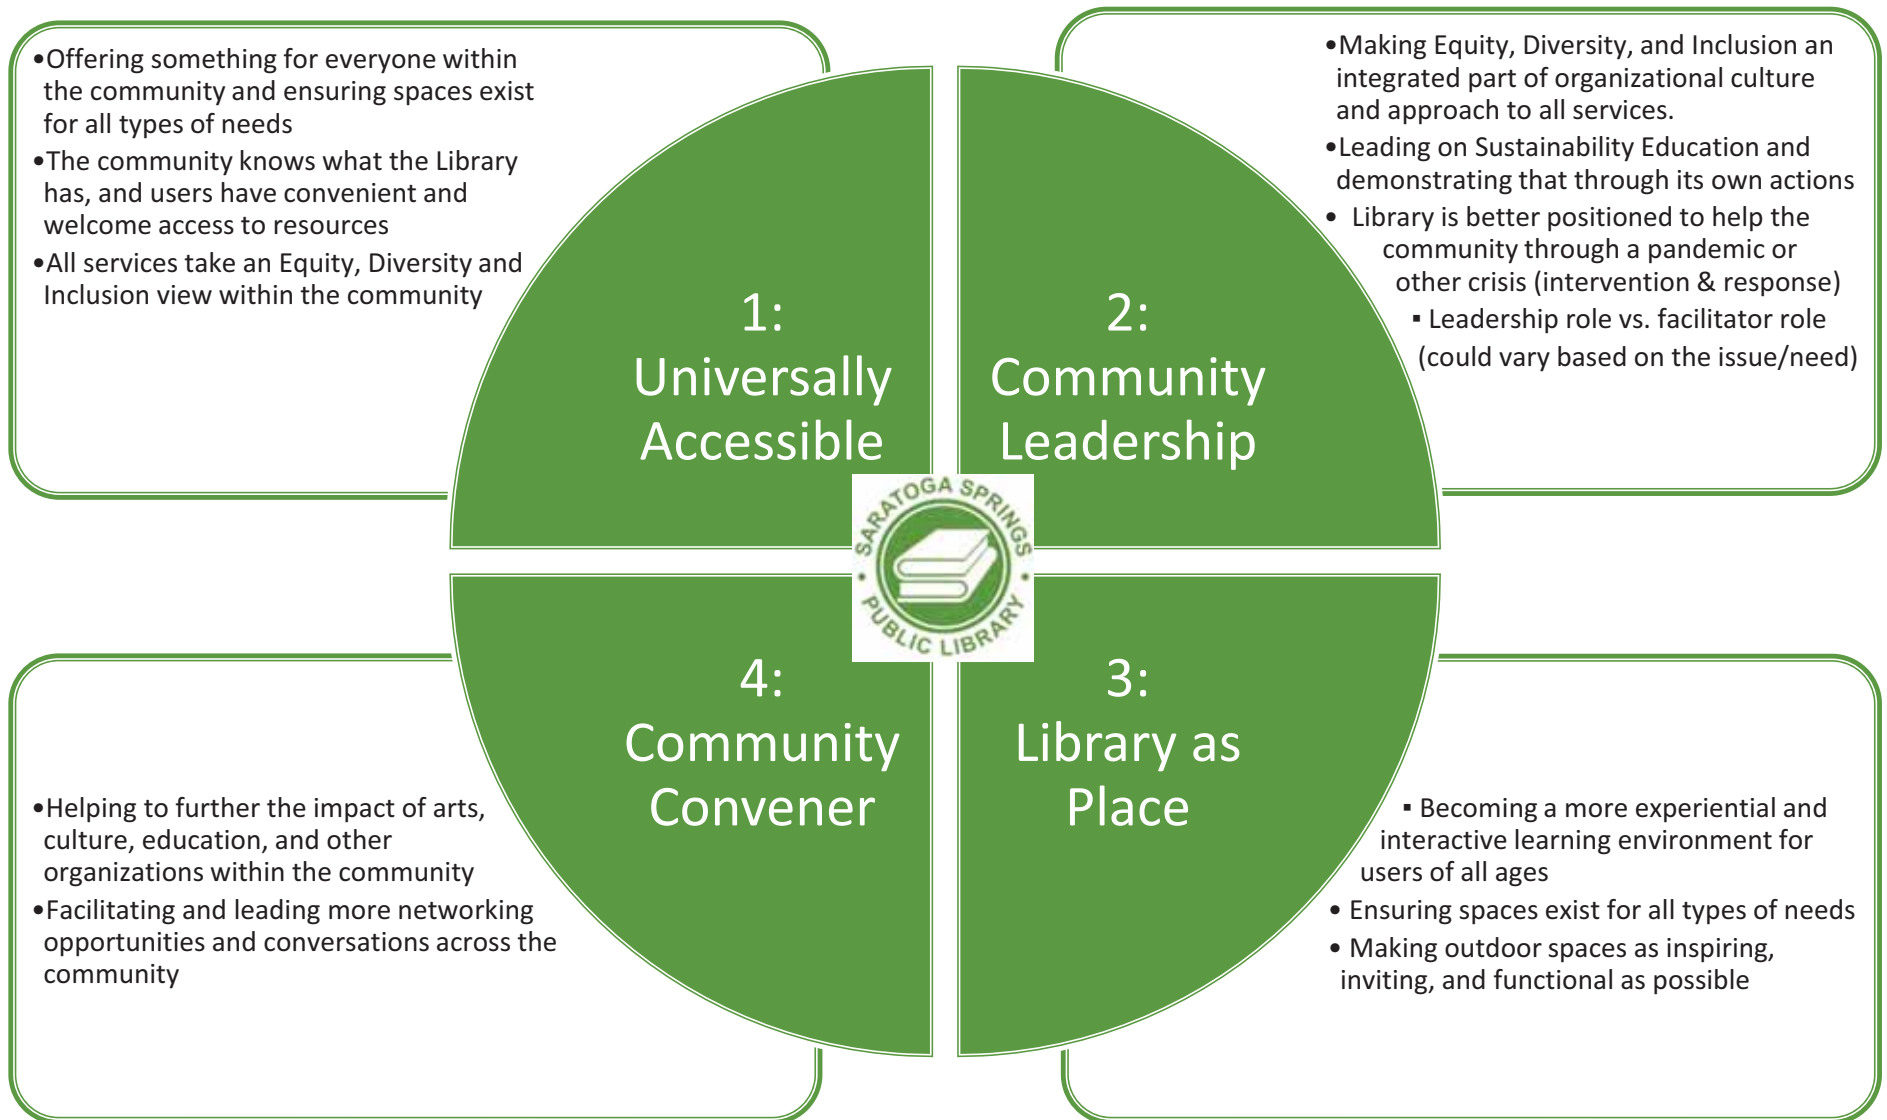 •Offering something for everyone within
the community and ensuring spaces exist
for all types of needs
•The community knows what the Library
has, and users have convenient and
welcome access to resources
•All services take an Equity, Diversity and
Inclusion view within the community
1:
Universally
Accessible
•Making Equity, Diversity, and Inclusion an
integrated part of organizational culture
and approach to all services.
•Leading on Sustainability Education and
demonstrating that through its own actions
• Library is better positioned to help the
community through a pandemic or
other crisis (intervention & response)
▪ Leadership role vs. facilitator role
(could vary based on the issue/need)
2:
Community
Leadership
SARATOGA SPRINGS
• PUBLIC LIBRARY •
4:
Community
Convener
•Helping to further the impact of arts,
culture, education, and other
organizations within the community
•Facilitating and leading more networking
opportunities and conversations across the
community
3:
Library as
Place
▪ Becoming a more experiential and
interactive learning environment for
users of all ages
• Ensuring spaces exist for all types of needs
• Making outdoor spaces as inspiring,
inviting, and functional as possible